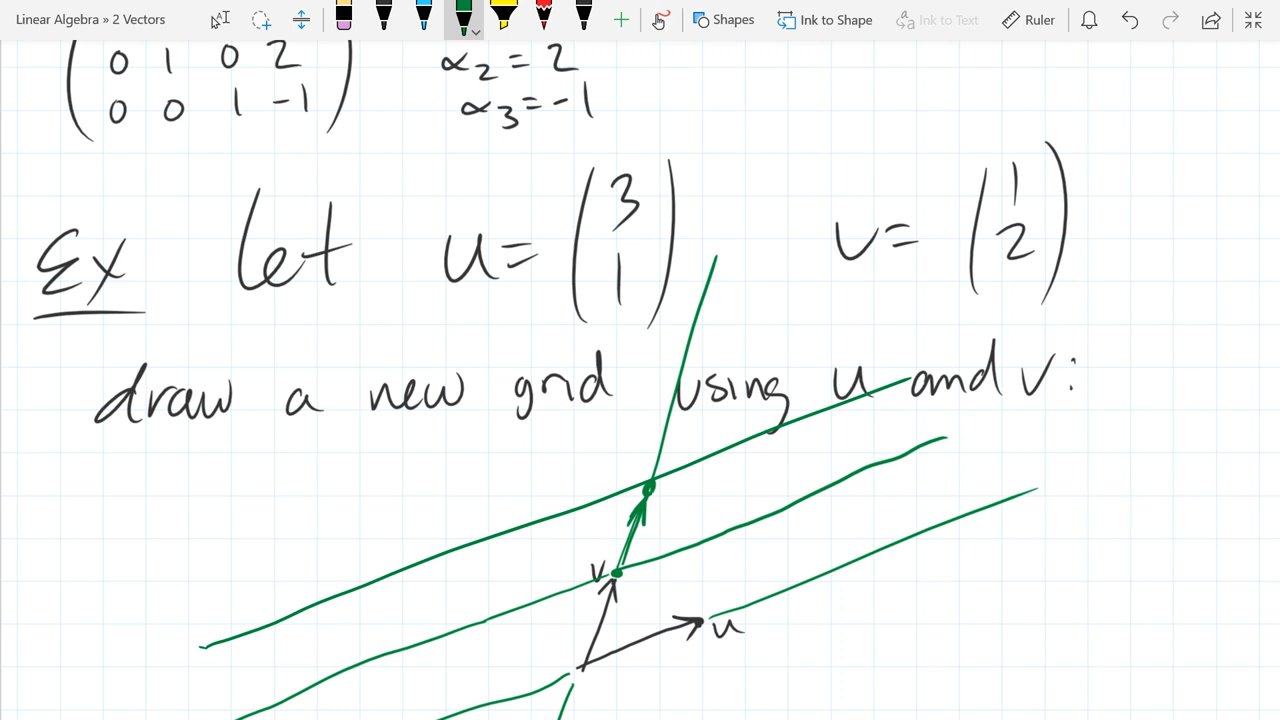 Linear Algebra » 2 Vectors
Shapes Ink to Shape Ink to Text Ruler
0 1 0 2 α₂ = 2
0 0 1 -1 α₃ = -1
Ex let u = (3 1) v = (1 2)
draw a new grid using u and v:
v
u